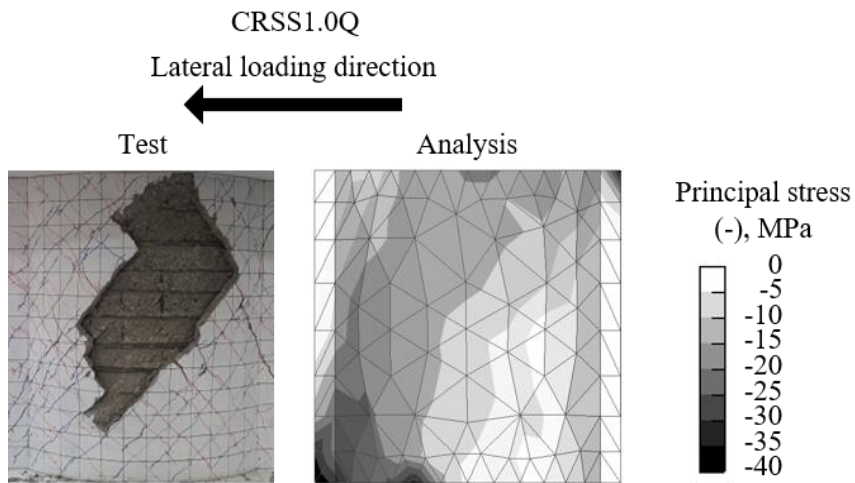 CRSS1.0Q
Lateral loading direction
Test
Analysis
Principal stress
(-), MPa
0
-5
-10
-15
-20
-25
-30
-35
-40